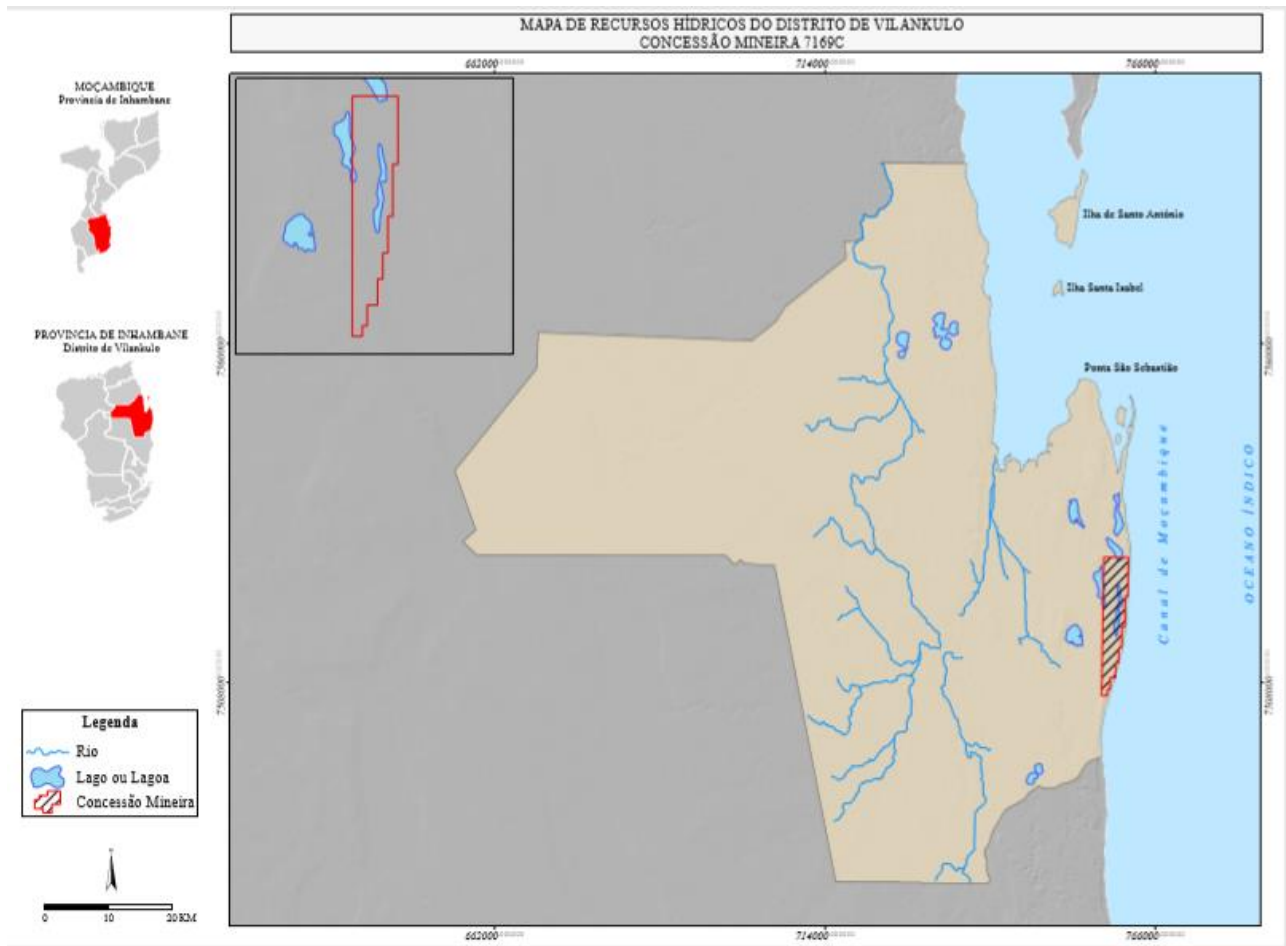 MAPA DE RECURSOS HÍDRICOS DO DISTRITO DE VILANKULO
CONCESSÃO MINEIRA 7169C
662000
714000
766000
MOÇAMBIQUE
Provincia de Inhambane
PROVINCIA DE INHAMBANE
Distrito de Vilankulo
Ilha de Santo António
Ilha Santa Isabel
Ponta São Sebastião
Canal de Moçambique
OCEANO ÍNDICO
Legenda
Rio
Lago ou Lagoa
Concessão Mineira
0 10 20 KM
662000
714000
766000